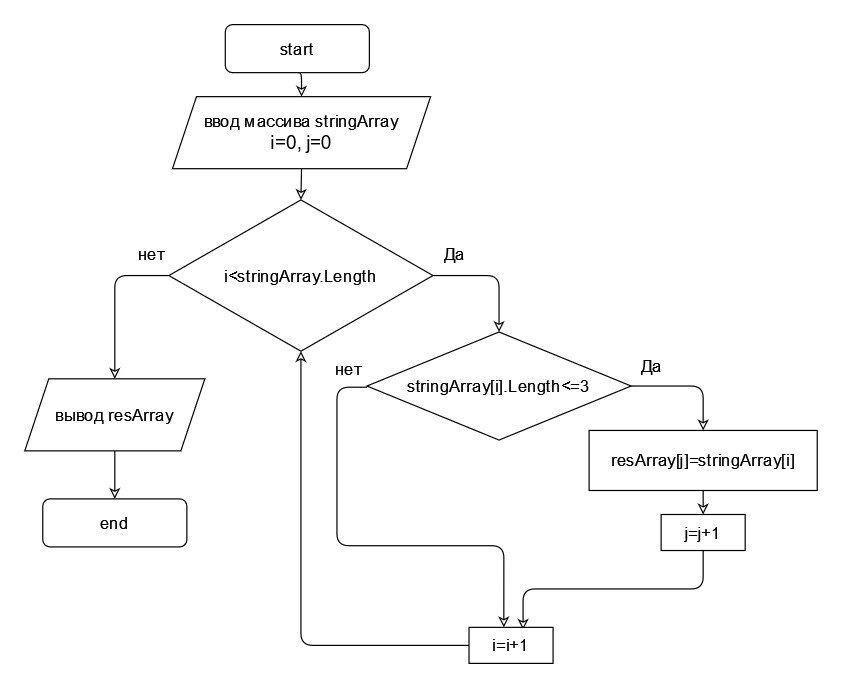 start
ввод массива stringArray
i=0, j=0
i<stringArray.Length
нет
Да
stringArray[i].Length<=3
нет
Да
вывод resArray
resArray[j]=stringArray[i]
end
j=j+1
i=i+1